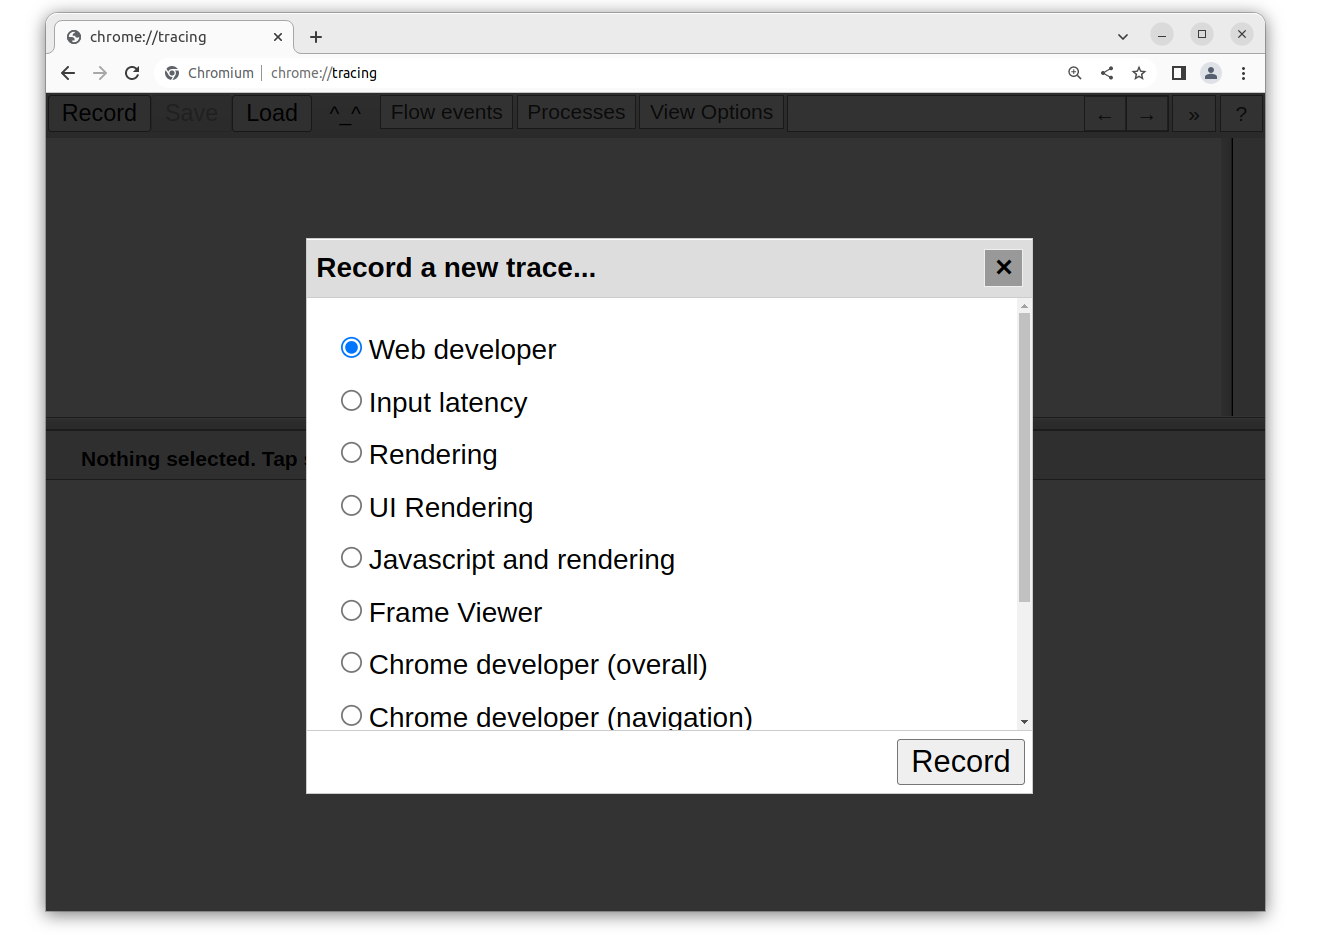 chrome://tracing
Chromium | chrome://tracing
Record Save Load ^_^ Flow events Processes View Options ← → » ?
Record a new trace...
Web developer
Input latency
Nothing selected. Tap
Rendering
UI Rendering
Javascript and rendering
Frame Viewer
Chrome developer (overall)
Chrome developer (navigation)
Record